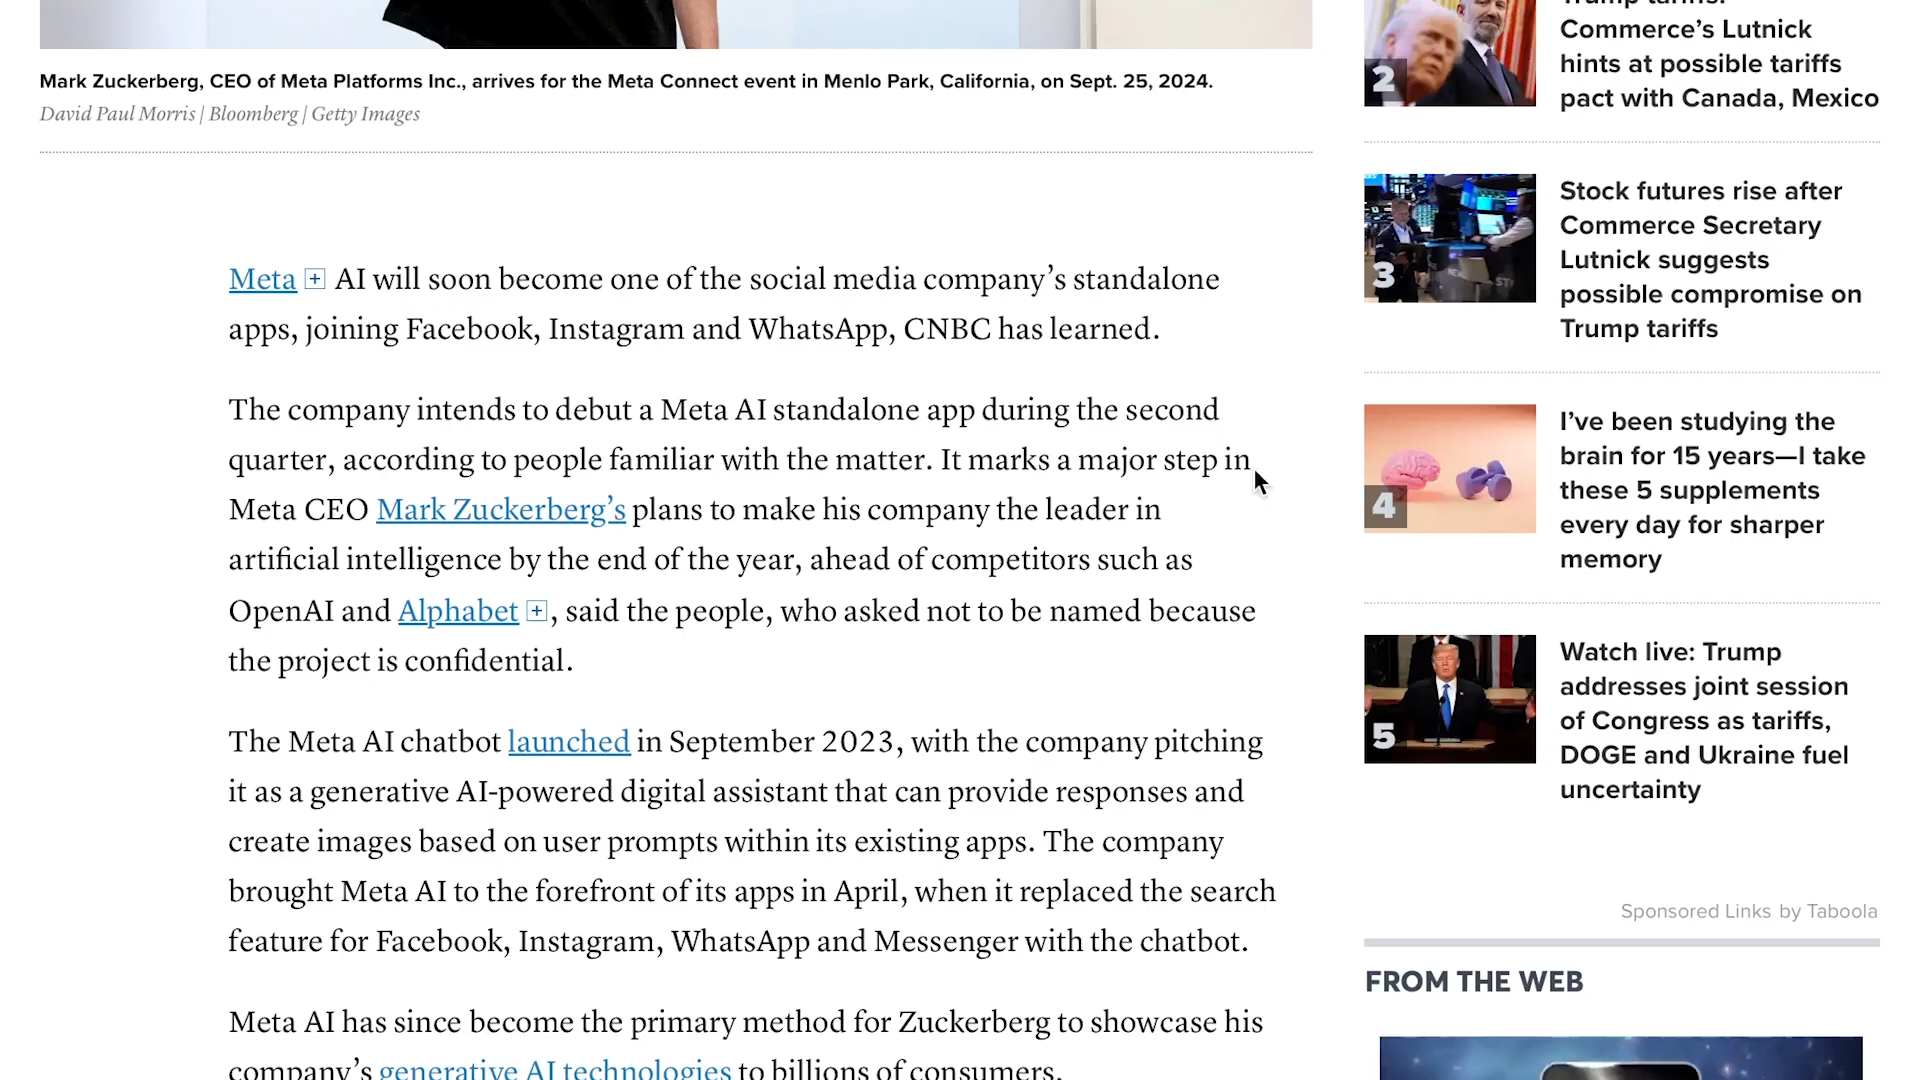 Mark Zuckerberg, CEO of Meta Platforms Inc., arrives for the Meta Connect event in Menlo Park, California, on Sept. 25, 2024.
David Paul Morris | Bloomberg | Getty Images
Meta + AI will soon become one of the social media company’s standalone
apps, joining Facebook, Instagram and WhatsApp, CNBC has learned.
The company intends to debut a Meta AI standalone app during the second
quarter, according to people familiar with the matter. It marks a major step in
Meta CEO Mark Zuckerberg’s plans to make his company the leader in
artificial intelligence by the end of the year, ahead of competitors such as
OpenAI and Alphabet +, said the people, who asked not to be named because
the project is confidential.
The Meta AI chatbot launched in September 2023, with the company pitching
it as a generative AI-powered digital assistant that can provide responses and
create images based on user prompts within its existing apps. The company
brought Meta AI to the forefront of its apps in April, when it replaced the search
feature for Facebook, Instagram, WhatsApp and Messenger with the chatbot.
Meta AI has since become the primary method for Zuckerberg to showcase his
company’s generative AI technologies to billions of consumers.
2
Trump tariffs:
Commerce’s Lutnick
hints at possible tariffs
pact with Canada, Mexico
3
Stock futures rise after
Commerce Secretary
Lutnick suggests
possible compromise on
Trump tariffs
4
I’ve been studying the
brain for 15 years—I take
these 5 supplements
every day for sharper
memory
5
Watch live: Trump
addresses joint session
of Congress as tariffs,
DOGE and Ukraine fuel
uncertainty
Sponsored Links by Taboola
FROM THE WEB